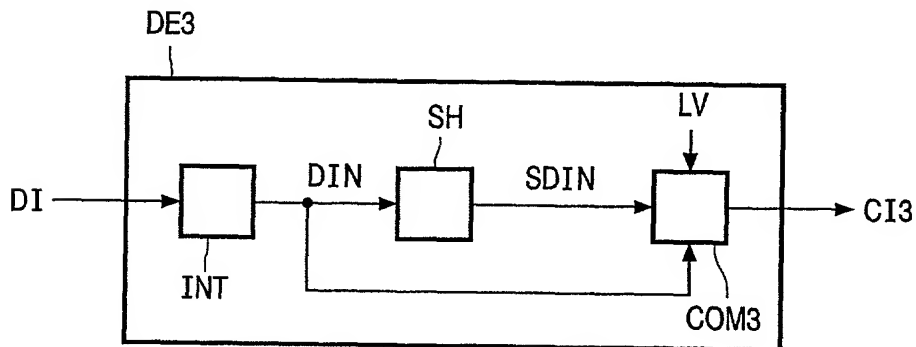 DE3
LV
SH
DIN
SDIN
DI
CI3
INT
COM3